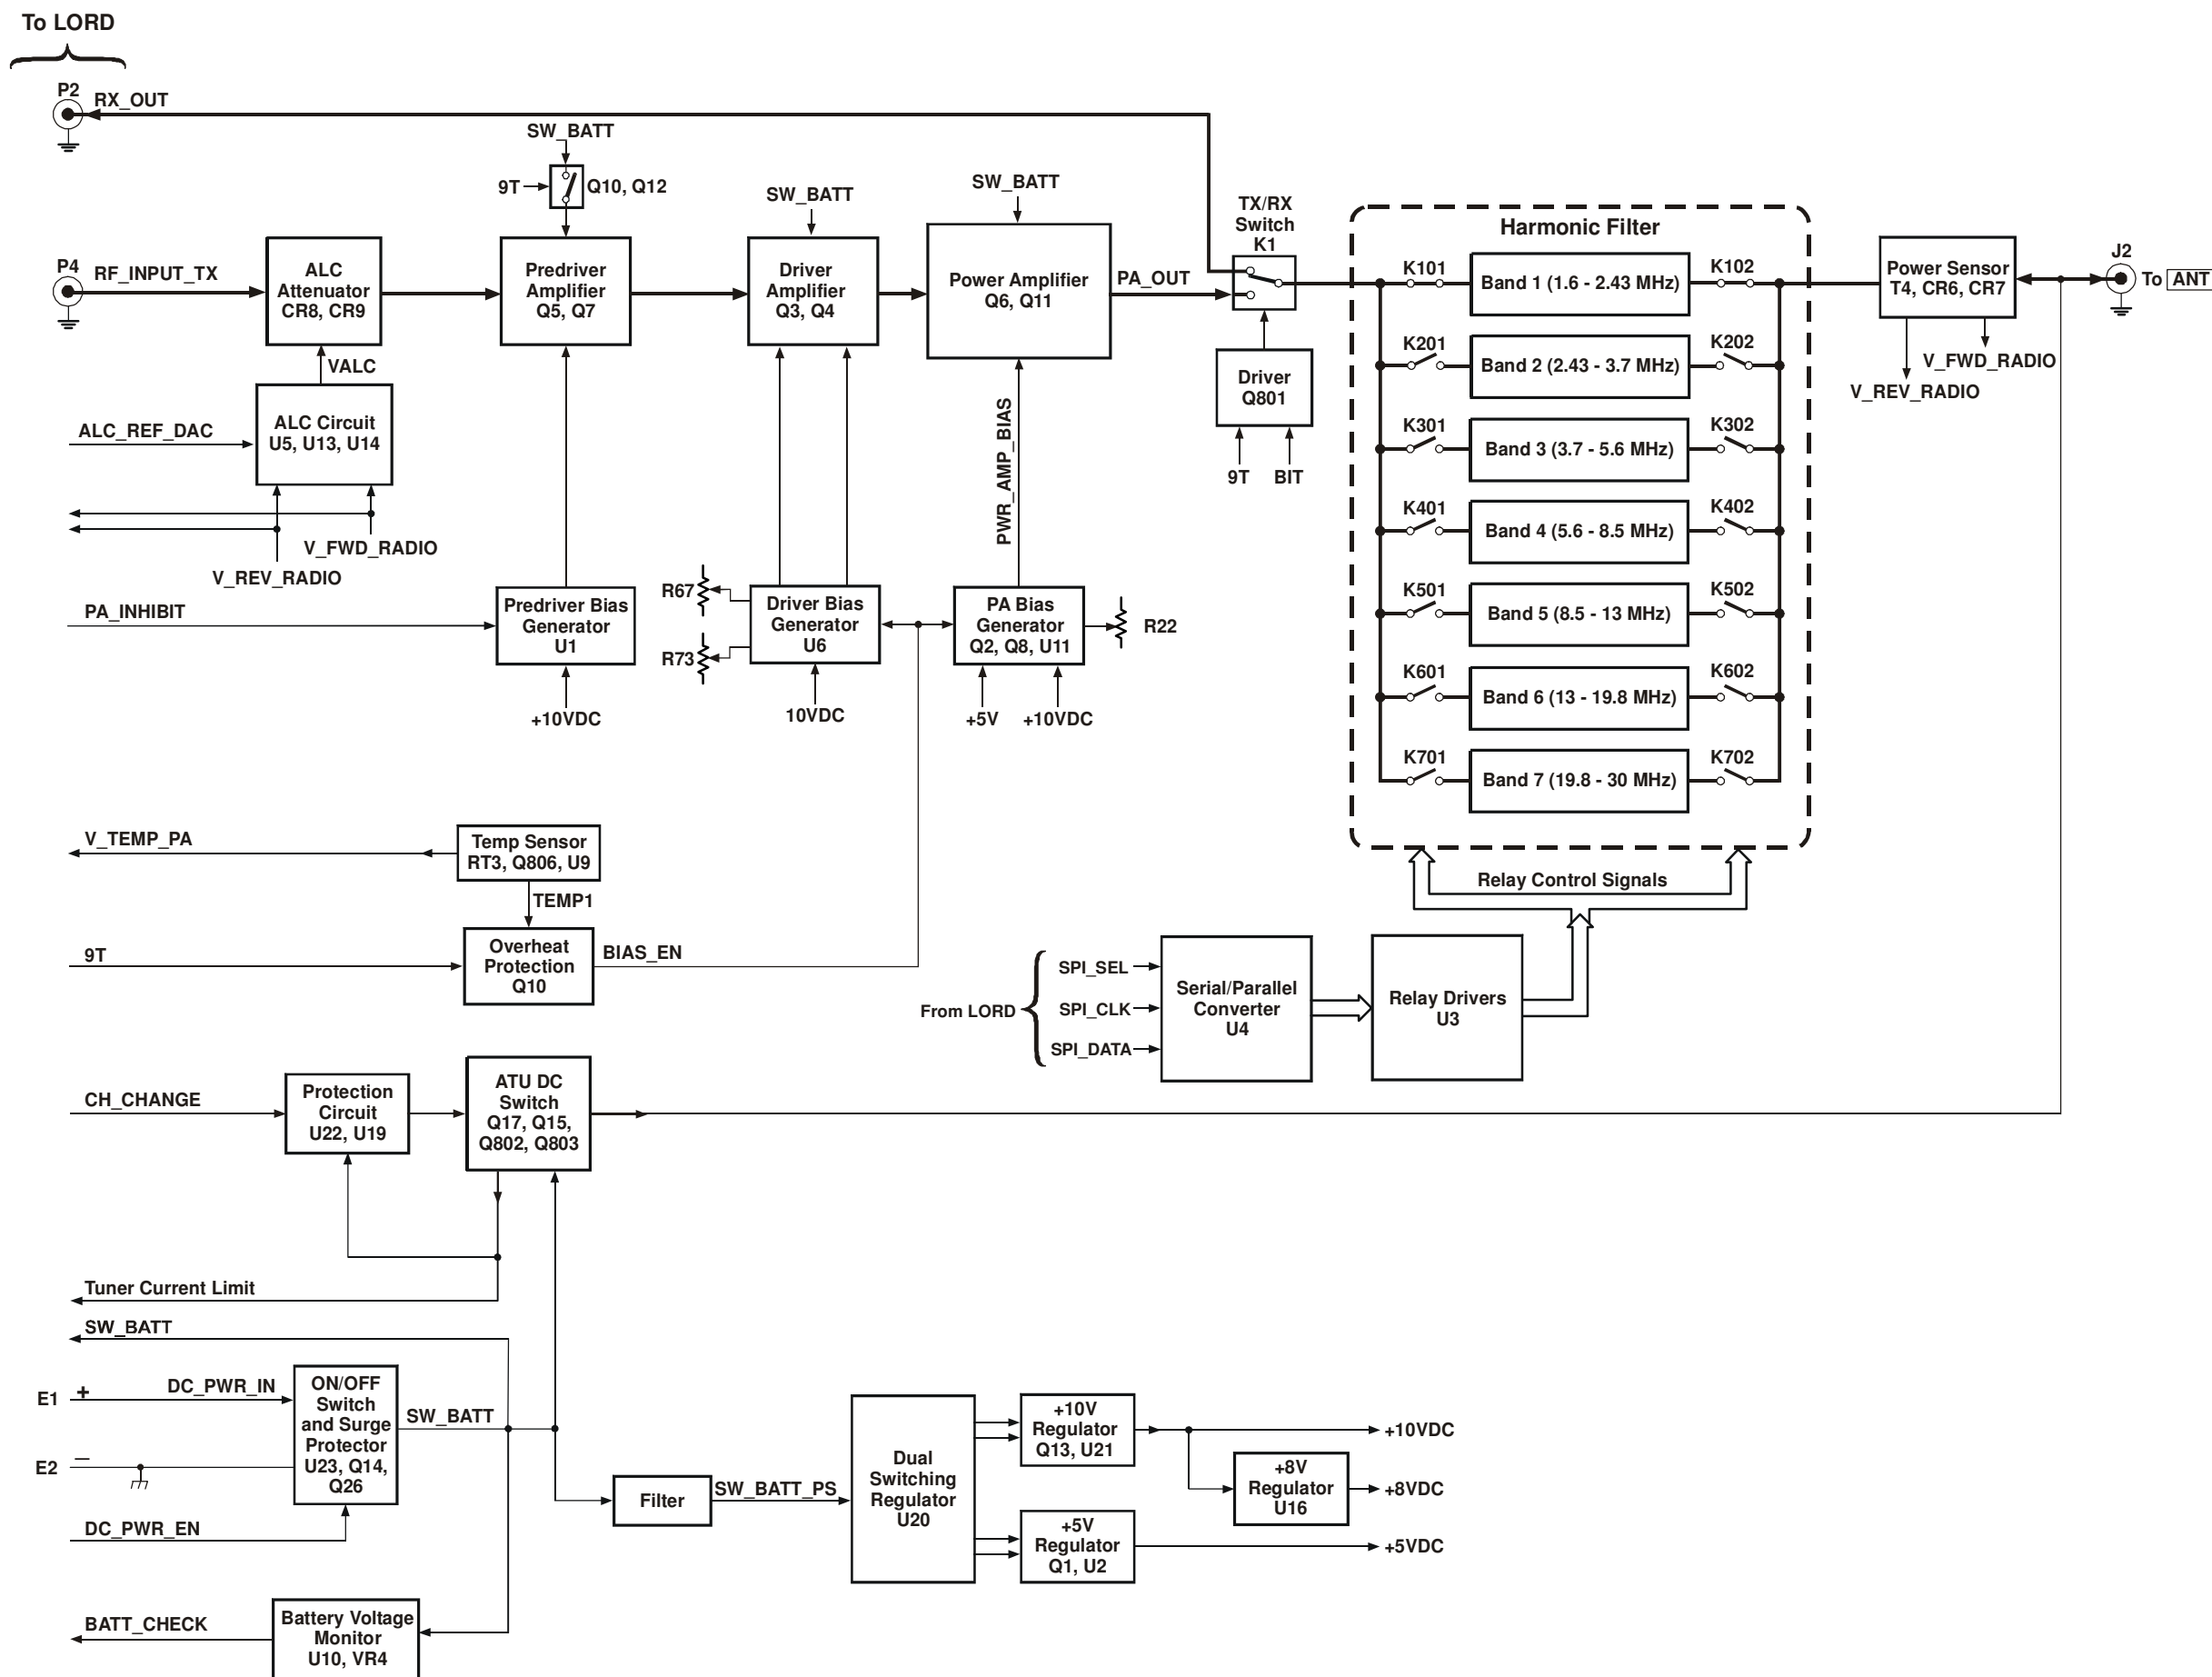 To LORD
P2
RX_OUT
SW_BATT
9T
Q10, Q12
SW_BATT
SW_BATT
P4
RF_INPUT_TX
ALC
Attenuator
CR8, CR9
Predriver
Amplifier
Q5, Q7
Driver
Amplifier
Q3, Q4
Power Amplifier
Q6, Q11
PA_OUT
TX/RX
Switch
K1
Driver
Q801
9T
BIT
Harmonic Filter
K101
Band 1 (1.6 - 2.43 MHz)
K102
K201
Band 2 (2.43 - 3.7 MHz)
K202
K301
Band 3 (3.7 - 5.6 MHz)
K302
K401
Band 4 (5.6 - 8.5 MHz)
K402
K501
Band 5 (8.5 - 13 MHz)
K502
K601
Band 6 (13 - 19.8 MHz)
K602
K701
Band 7 (19.8 - 30 MHz)
K702
Power Sensor
T4, CR6, CR7
V_FWD_RADIO
V_REV_RADIO
J2
To ANT
VALC
ALC_REF_DAC
ALC Circuit
U5, U13, U14
V_FWD_RADIO
V_REV_RADIO
PWR_AMP_BIAS
PA_INHIBIT
Predriver Bias
Generator
U1
+10VDC
R67
R73
Driver Bias
Generator
U6
10VDC
PA Bias
Generator
Q2, Q8, U11
R22
+5V
+10VDC
V_TEMP_PA
Temp Sensor
RT3, Q806, U9
TEMP1
9T
Overheat
Protection
Q10
BIAS_EN
Relay Control Signals
From LORD
SPI_SEL
SPI_CLK
SPI_DATA
Serial/Parallel
Converter
U4
Relay Drivers
U3
CH_CHANGE
Protection
Circuit
U22, U19
ATU DC
Switch
Q17, Q15,
Q802, Q803
Tuner Current Limit
SW_BATT
E1
+
DC_PWR_IN
E2
–
ON/OFF
Switch
and Surge
Protector
U23, Q14,
Q26
SW_BATT
DC_PWR_EN
Filter
SW_BATT_PS
Dual
Switching
Regulator
U20
+10V
Regulator
Q13, U21
+10VDC
+8V
Regulator
U16
+8VDC
+5V
Regulator
Q1, U2
+5VDC
BATT_CHECK
Battery Voltage
Monitor
U10, VR4